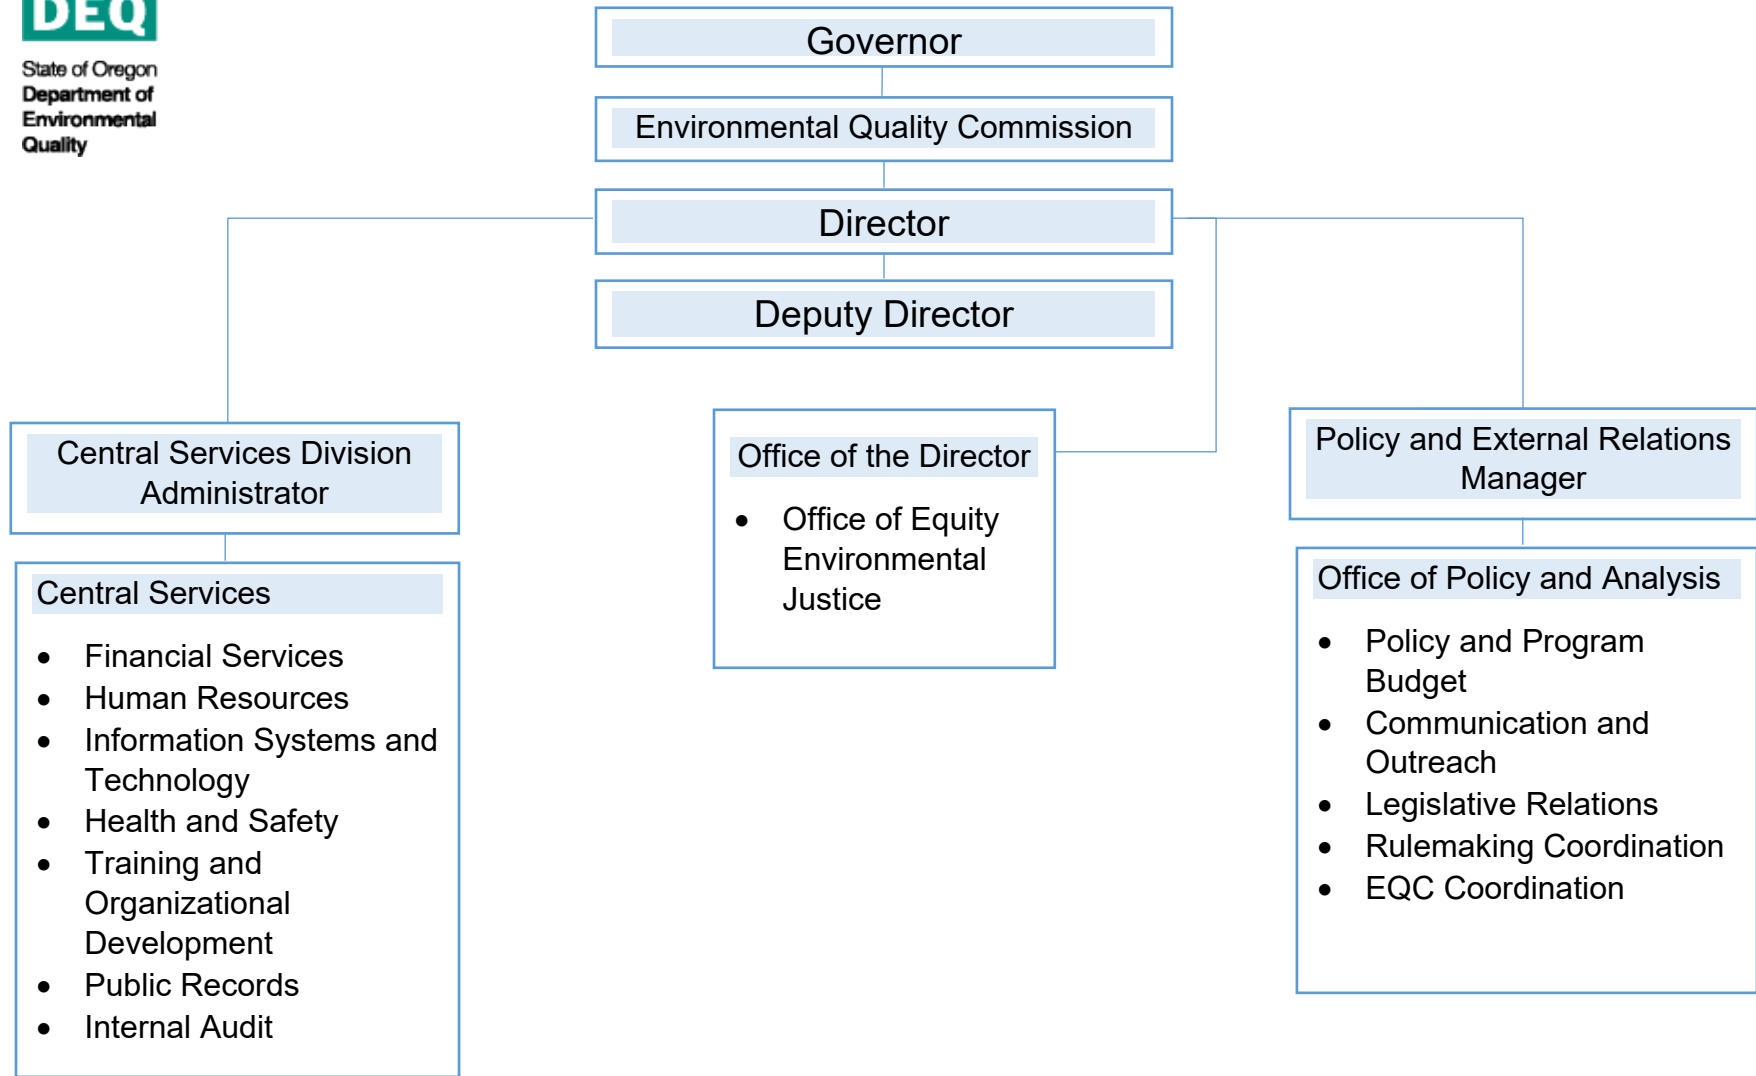 DEQ
State of Oregon
Department of
Environmental
Quality
Governor
Environmental Quality Commission
Director
Deputy Director
Central Services Division
Administrator
Central Services
• Financial Services
• Human Resources
• Information Systems and
Technology
• Health and Safety
• Training and
Organizational
Development
• Public Records
• Internal Audit
Office of the Director
• Office of Equity
Environmental
Justice
Policy and External Relations
Manager
Office of Policy and Analysis
• Policy and Program
Budget
• Communication and
Outreach
• Legislative Relations
• Rulemaking Coordination
• EQC Coordination